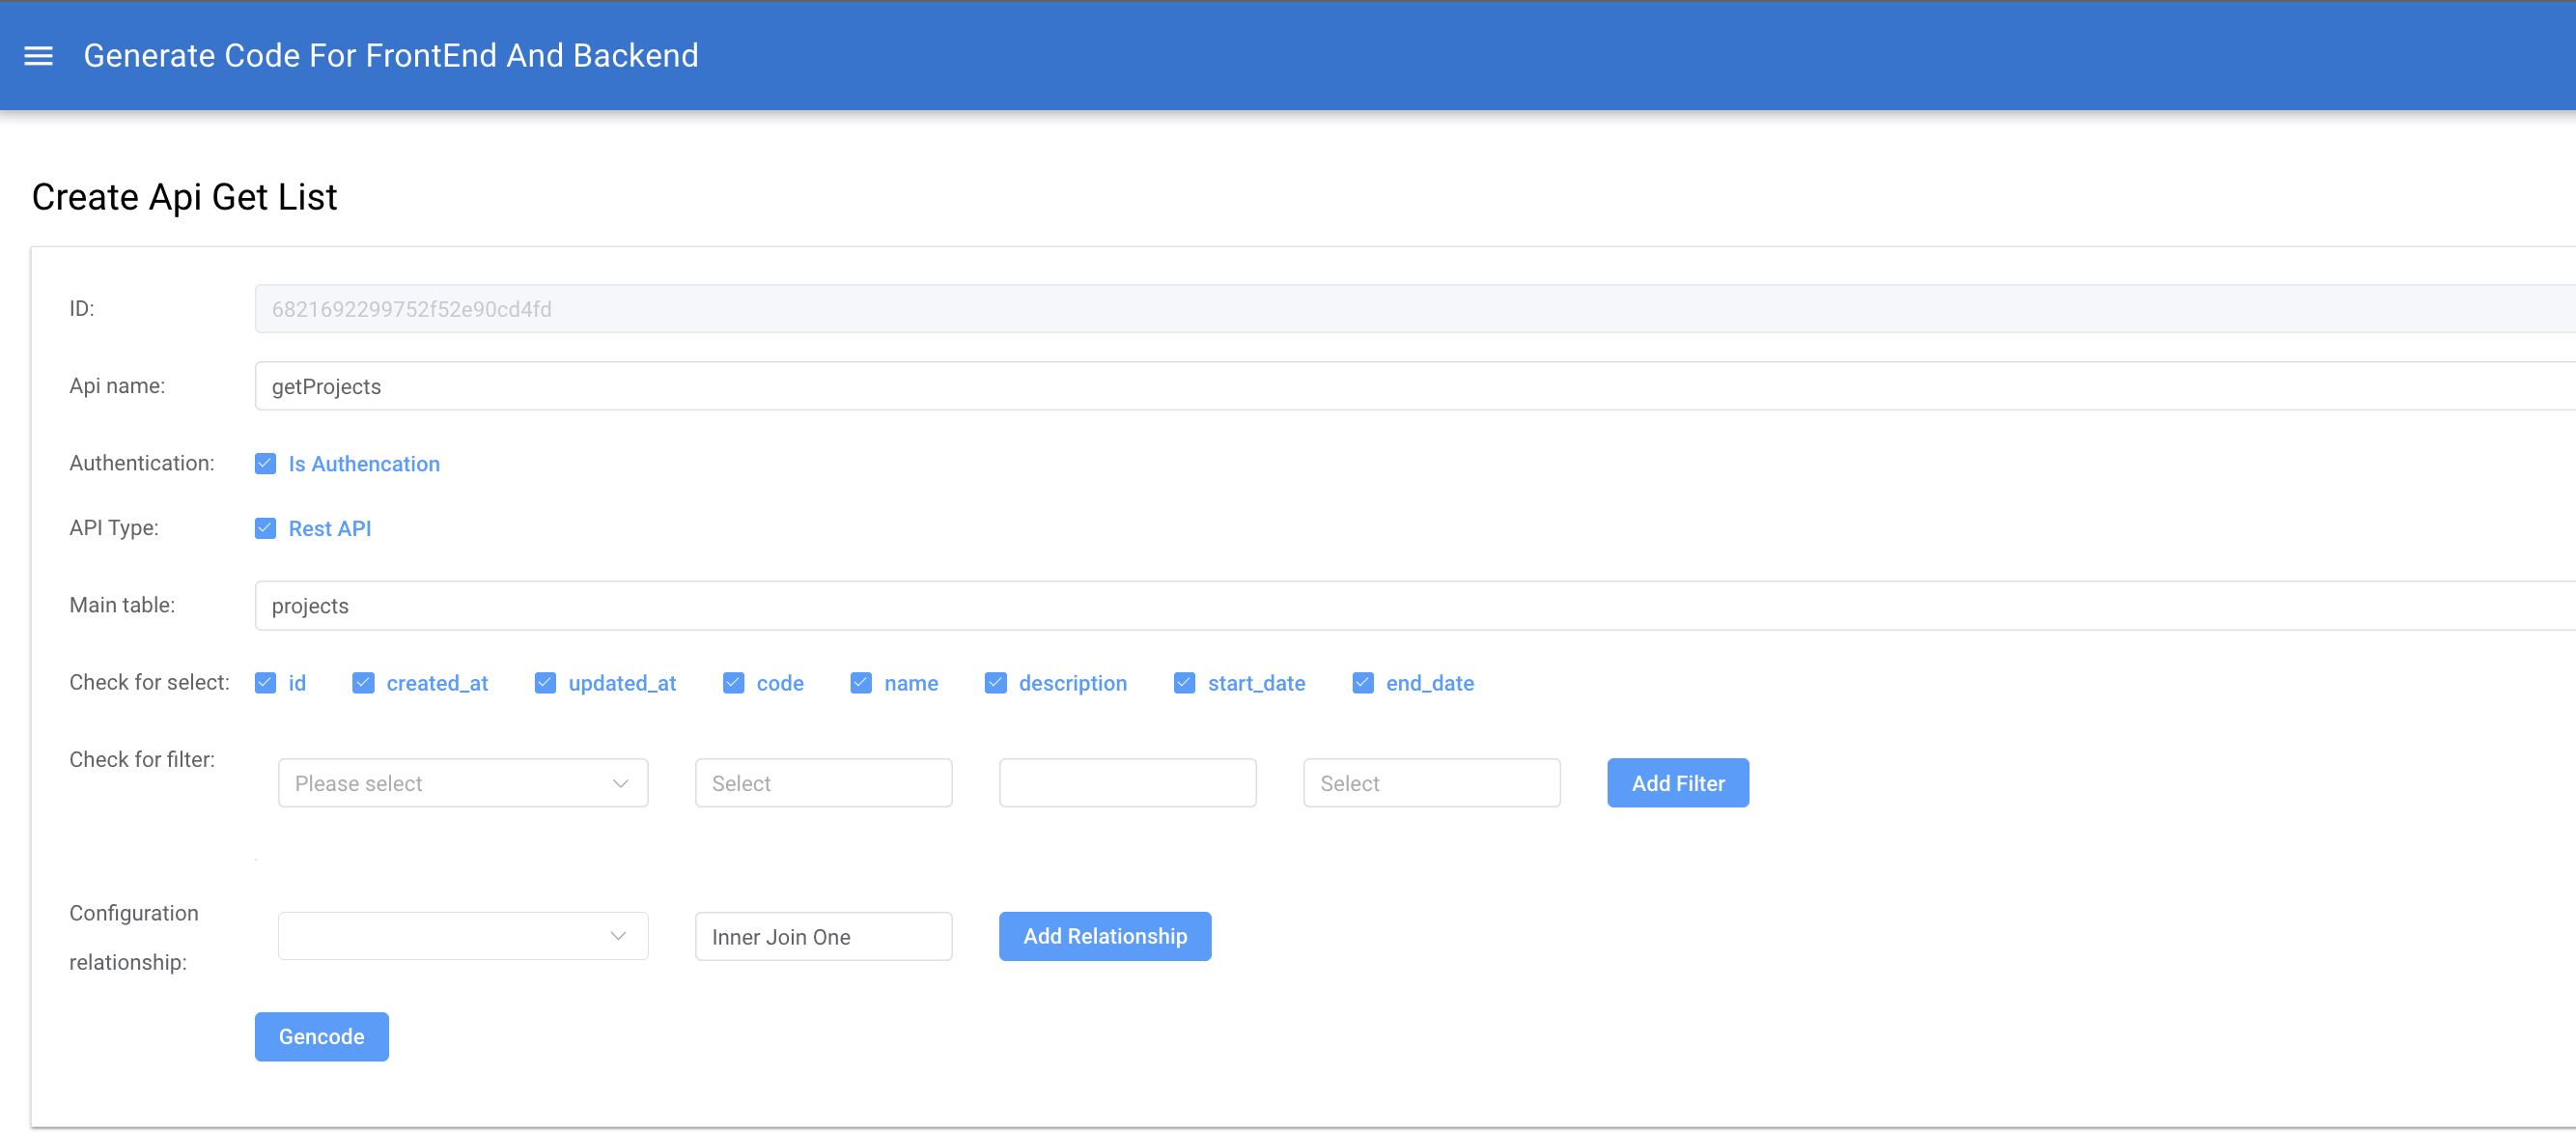 Generate Code For FrontEnd And Backend
Create Api Get List
ID: 6821692299752f52e90cd4fd
Api name: getProjects
Authentication: Is Authencation
API Type: Rest API
Main table: projects
Check for select: id created_at updated_at code name description start_date end_date
Check for filter: Please select Select Select Add Filter
Configuration relationship: Inner Join One Add Relationship
Gencode